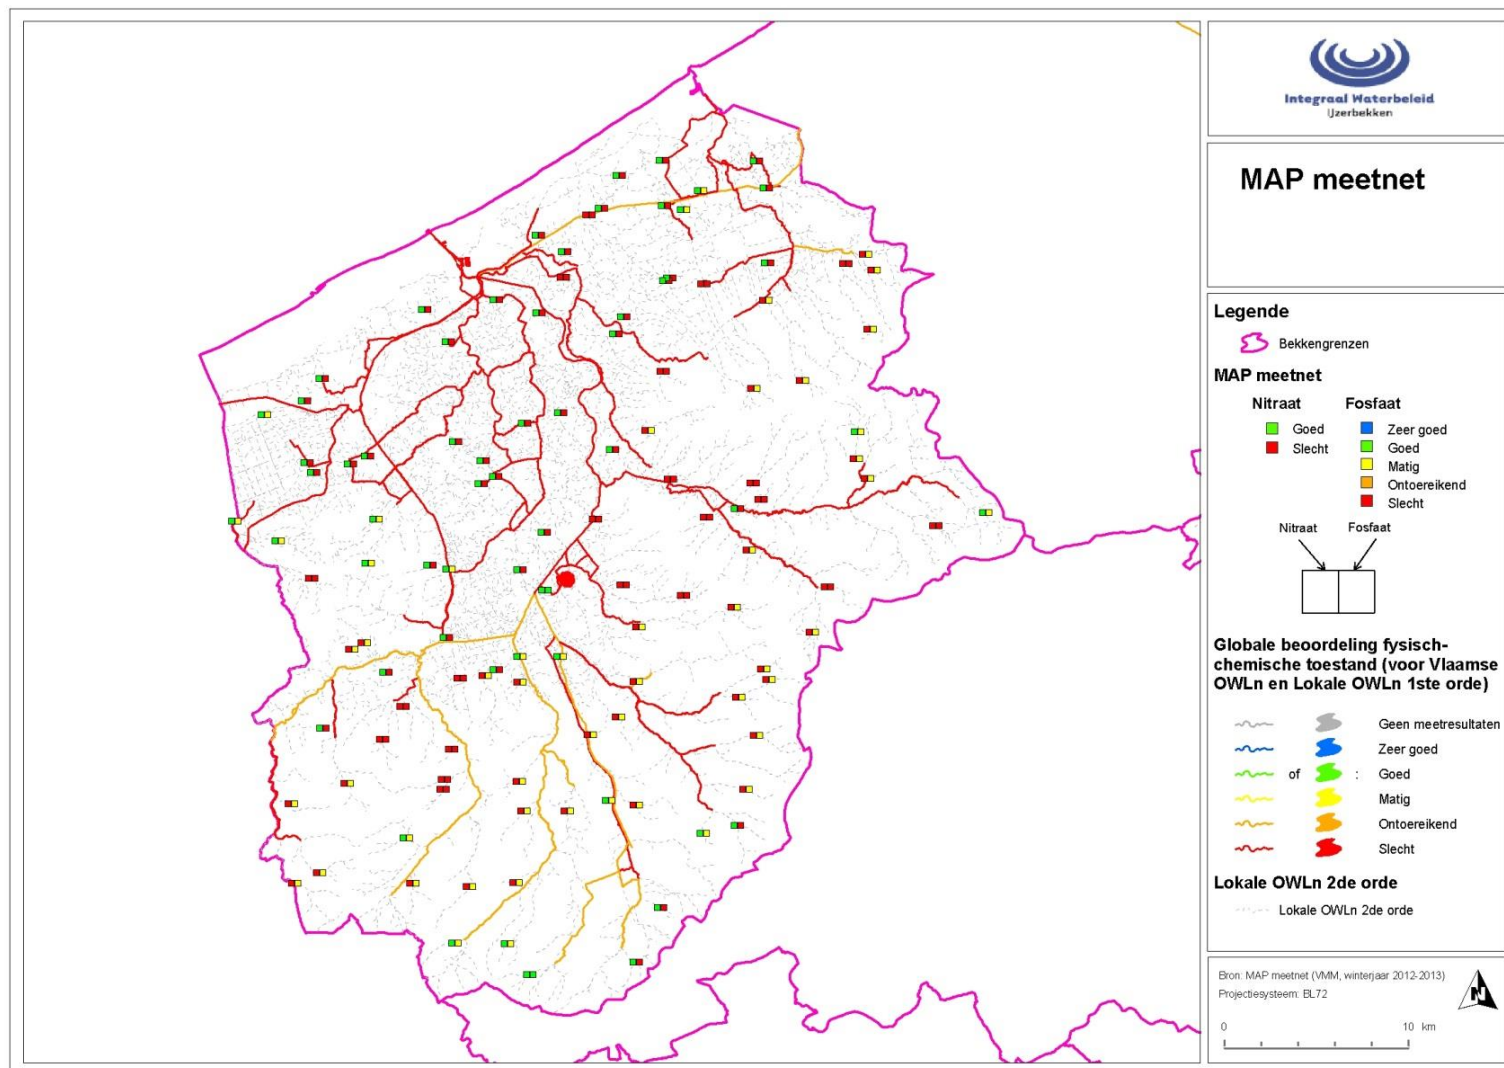 Integraal Waterbeleid
IJzerbekken
MAP meetnet
Legende
Bekkengrenzen
MAP meetnet
Nitraat Fosfaat
Goed Zeer goed
Slecht Goed
Matig
Ontoereikend
Slecht
Nitraat Fosfaat
Globale beoordeling fysisch-
chemische toestand (voor Vlaamse
OWLn en Lokale OWLn 1ste orde)
Geen meetresultaten
Zeer goed
of : Goed
Matig
Ontoereikend
Slecht
Lokale OWLn 2de orde
Lokale OWLn 2de orde
Bron: MAP meetnet (VMM, winterjaar 2012-2013)
Projectiesysteem: BL72
N
0 10 km